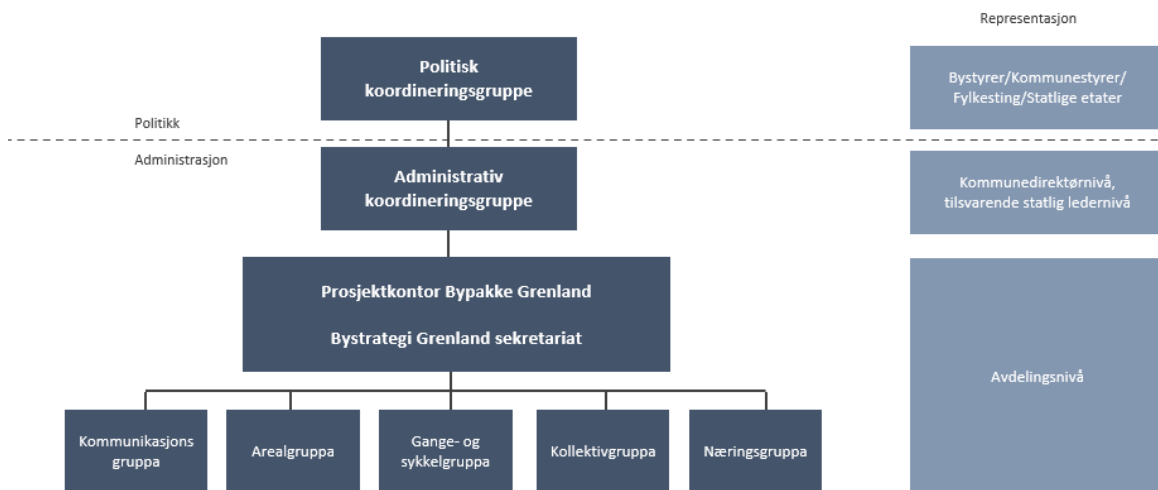 Representasjon
Politisk
koordineringsgruppe
Bystyrer/Kommunestyrer/
Fylkesting/Statlige etater
Politikk
Administrasjon
Administrativ
koordineringsgruppe
Kommunedirektørnivå,
tilsvarende statlig ledernivå
Prosjektkontor Bypakke Grenland
Bystrategi Grenland sekretariat
Avdelingsnivå
Kommunikasjons
gruppa
Arealgruppa
Gange- og
sykkelgruppa
Kollektivgruppa
Næringsgruppa